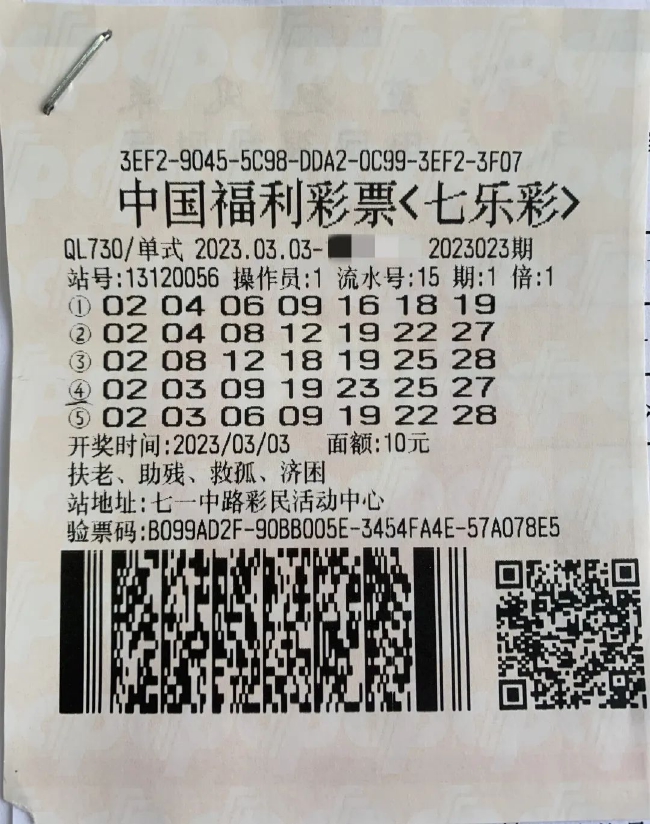 3EF2-9045-5C98-DDA2-0C99-3EF2-3F07
中国福利彩票<七乐彩>
QL730/单式 2023.03.03- 2023023期
站号:13120056 操作员:1 流水号:15 期:1 倍:1
① 02 04 06 09 16 18 19
② 02 04 08 12 19 22 27
③ 02 08 12 18 19 25 28
④ 02 03 09 19 23 25 27
⑤ 02 03 06 09 19 22 28
开奖时间:2023/03/03 面额:10元
扶老、助残、救孤、济困
站地址:七一中路彩民活动中心
验票码:B099AD2F-90BB005E-3454FA4E-57A078E5